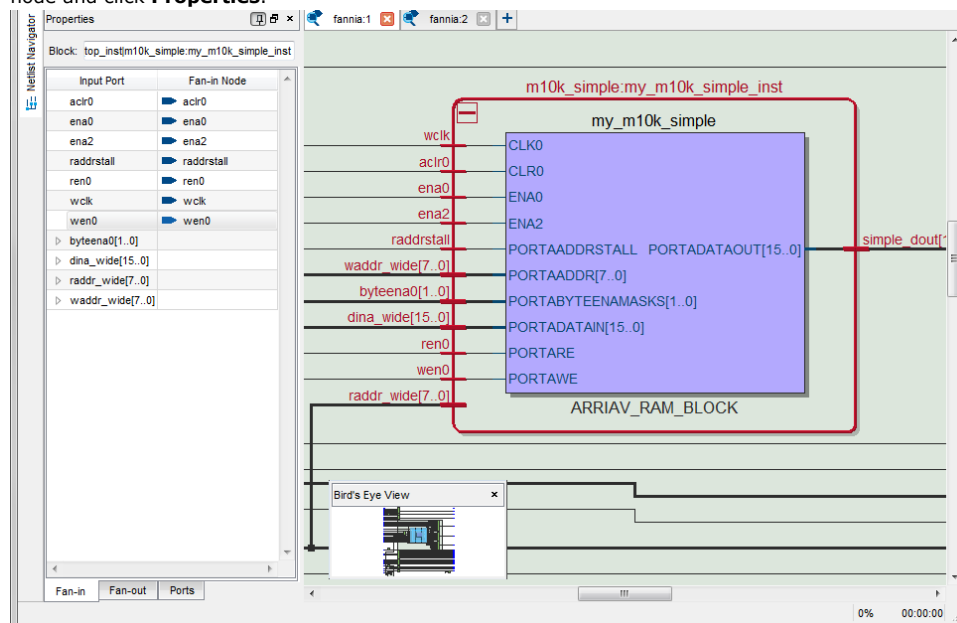 node and click Properties.
Netlist Navigator
Properties
Block: top_inst|m10k_simple:my_m10k_simple_inst
Input Port Fan-in Node
aclr0 aclr0
ena0 ena0
ena2 ena2
raddrstall raddrstall
ren0 ren0
wclk wclk
wen0 wen0
byteena0[1..0]
dina_wide[15..0]
raddr_wide[7..0]
waddr_wide[7..0]
Fan-in Fan-out Ports
fannia:1 fannia:2
m10k_simple:my_m10k_simple_inst
my_m10k_simple
wclk CLK0
aclr0 CLR0
ena0 ENA0
ena2 ENA2
raddrstall PORTAADDRSTALL PORTADATAOUT[15..0] simple_dout[
waddr_wide[7..0] PORTAADDR[7..0]
byteena0[1..0] PORTABYTEENAMASKS[1..0]
dina_wide[15..0] PORTADATAIN[15..0]
ren0 PORTARE
wen0 PORTAWE
raddr_wide[7..0]
ARRIAV_RAM_BLOCK
Bird's Eye View
0% 00:00:00